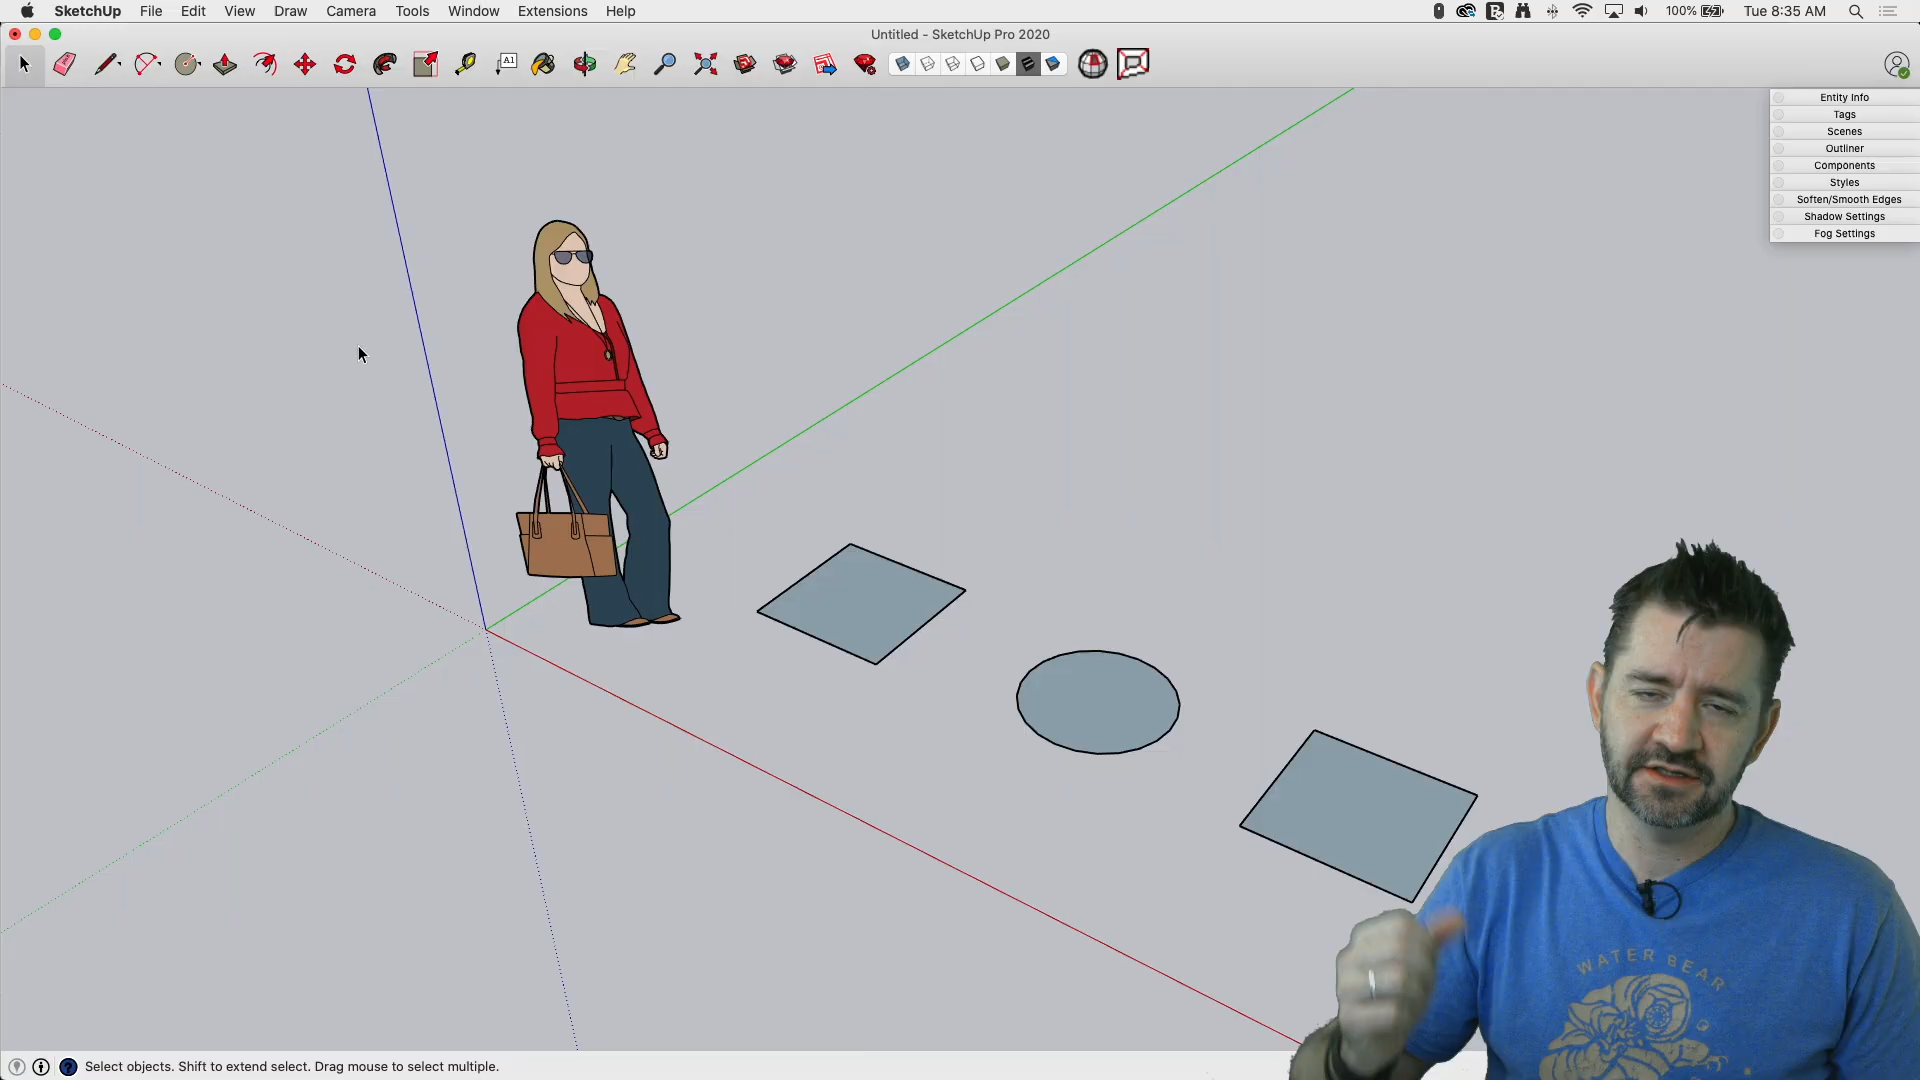 SketchUp File Edit View Draw Camera Tools Window Extensions Help 100% Tue 8:35 AM
Untitled - SketchUp Pro 2020
A1
Entity Info
Tags
Scenes
Outliner
Components
Styles
Soften/Smooth Edges
Shadow Settings
Fog Settings
WATER BEAR
Select objects. Shift to extend select. Drag mouse to select multiple.